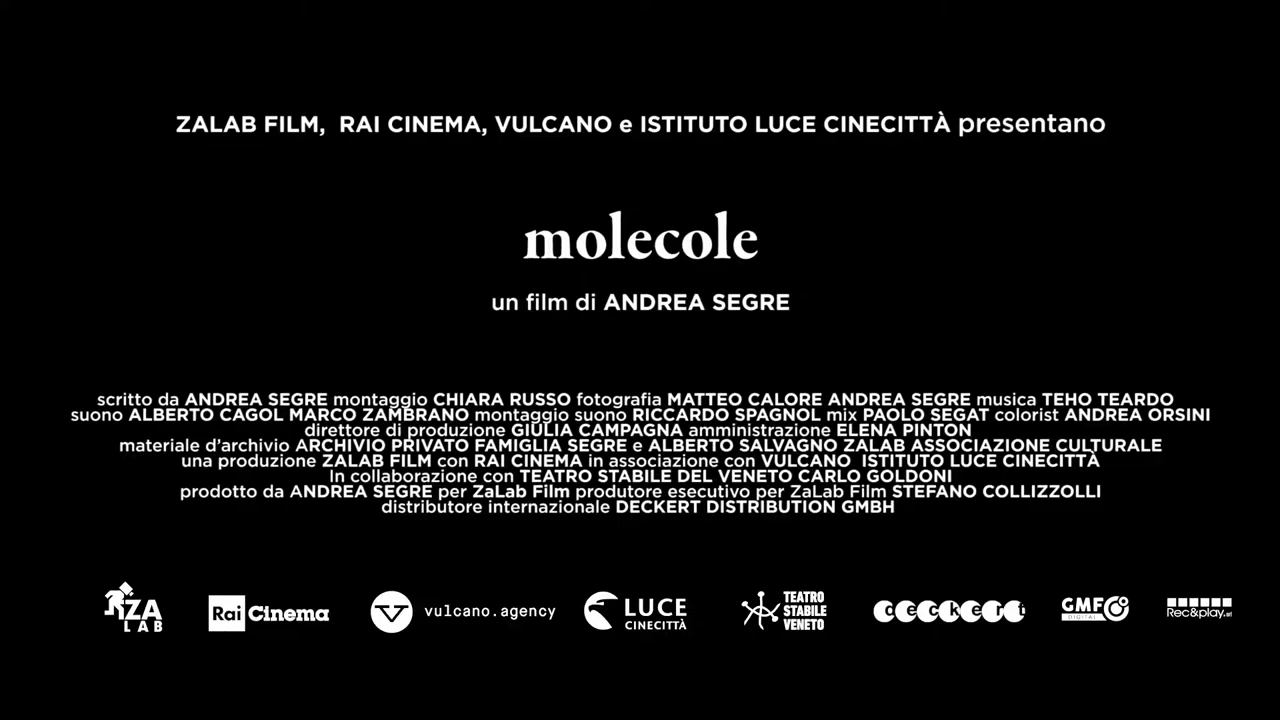 ZALAB FILM, RAI CINEMA, VULCANO e ISTITUTO LUCE CINECITTÀ presentano
molecole
un film di ANDREA SEGRE
scritto da ANDREA SEGRE montaggio CHIARA RUSSO fotografia MATTEO CALORE ANDREA SEGRE musica TEHO TEARDO
suono ALBERTO CAGOL MARCO ZAMBRANO montaggio suono RICCARDO SPAGNOL mix PAOLO SEGAT colorist ANDREA ORSINI
direttore di produzione GIULIA CAMPAGNA amministrazione ELENA PINTON
materiale d'archivio ARCHIVIO PRIVATO FAMIGLIA SEGRE e ALBERTO SALVAGNO ZALAB ASSOCIAZIONE CULTURALE
una produzione ZALAB FILM con RAI CINEMA in associazione con VULCANO ISTITUTO LUCE CINECITTÀ
In collaborazione con TEATRO STABILE DEL VENETO CARLO GOLDONI
prodotto da ANDREA SEGRE per ZaLab Film produtore esecutivo per ZaLab Film STEFANO COLLIZZOLLI
distributore internazionale DECKERT DISTRIBUTION GMBH
ZA
LAB
Rai Cinema
vulcano.agency
LUCE
CINECITTÀ
TEATRO
STABILE
VENETO
deckert
GMF
DIGITAL
Rec&play.srl